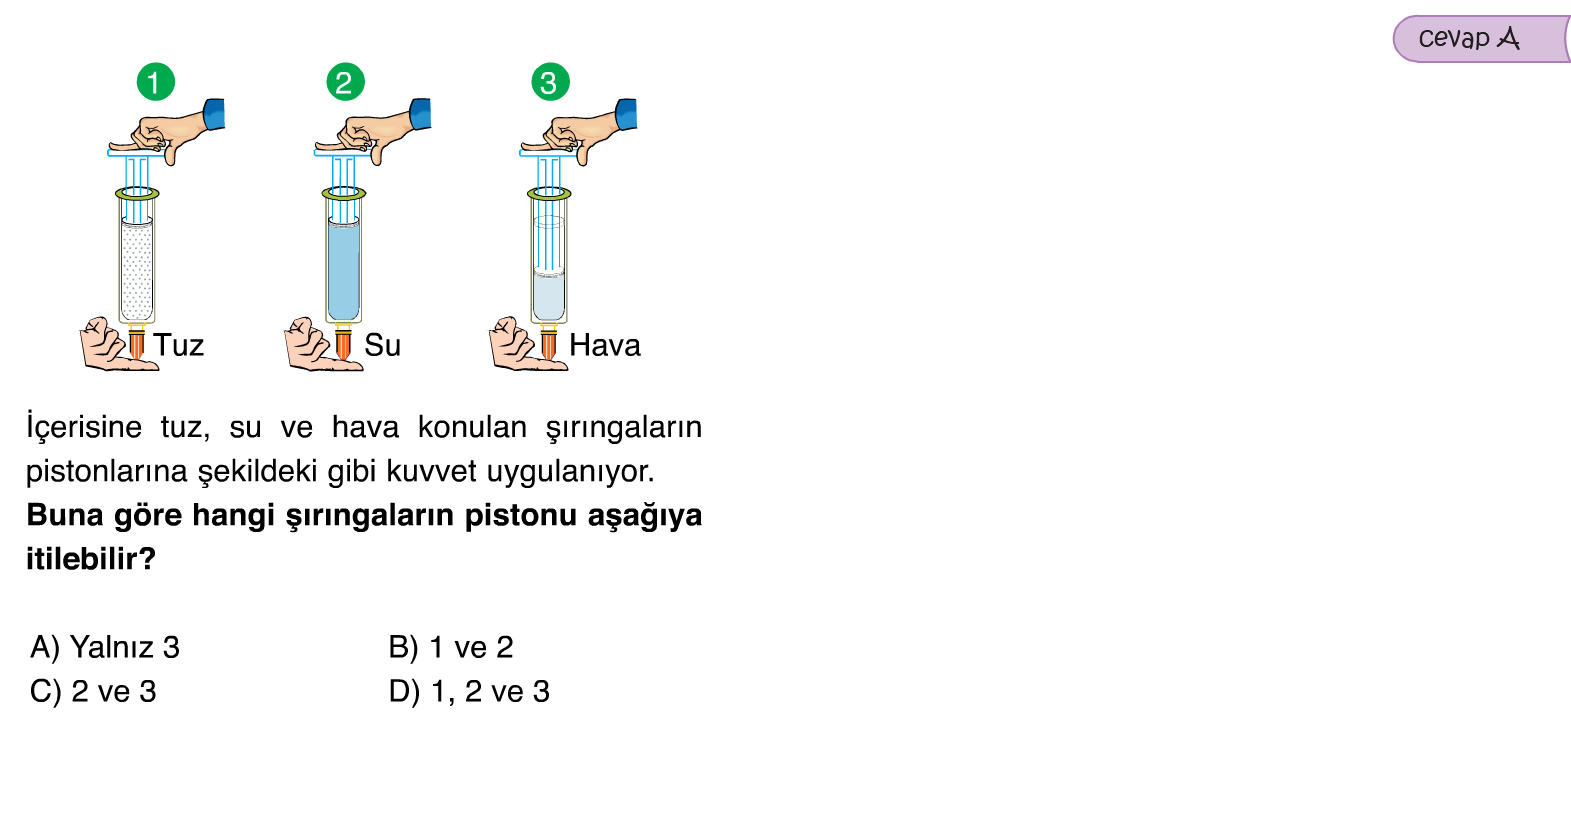 cevap A
1 2 3
Tuz Su Hava
İçerisine tuz, su ve hava konulan şırıngaların
pistonlarına şekildeki gibi kuvvet uygulanıyor.
Buna göre hangi şırıngaların pistonu aşağıya
itilebilir?
A) Yalnız 3 B) 1 ve 2
C) 2 ve 3 D) 1, 2 ve 3